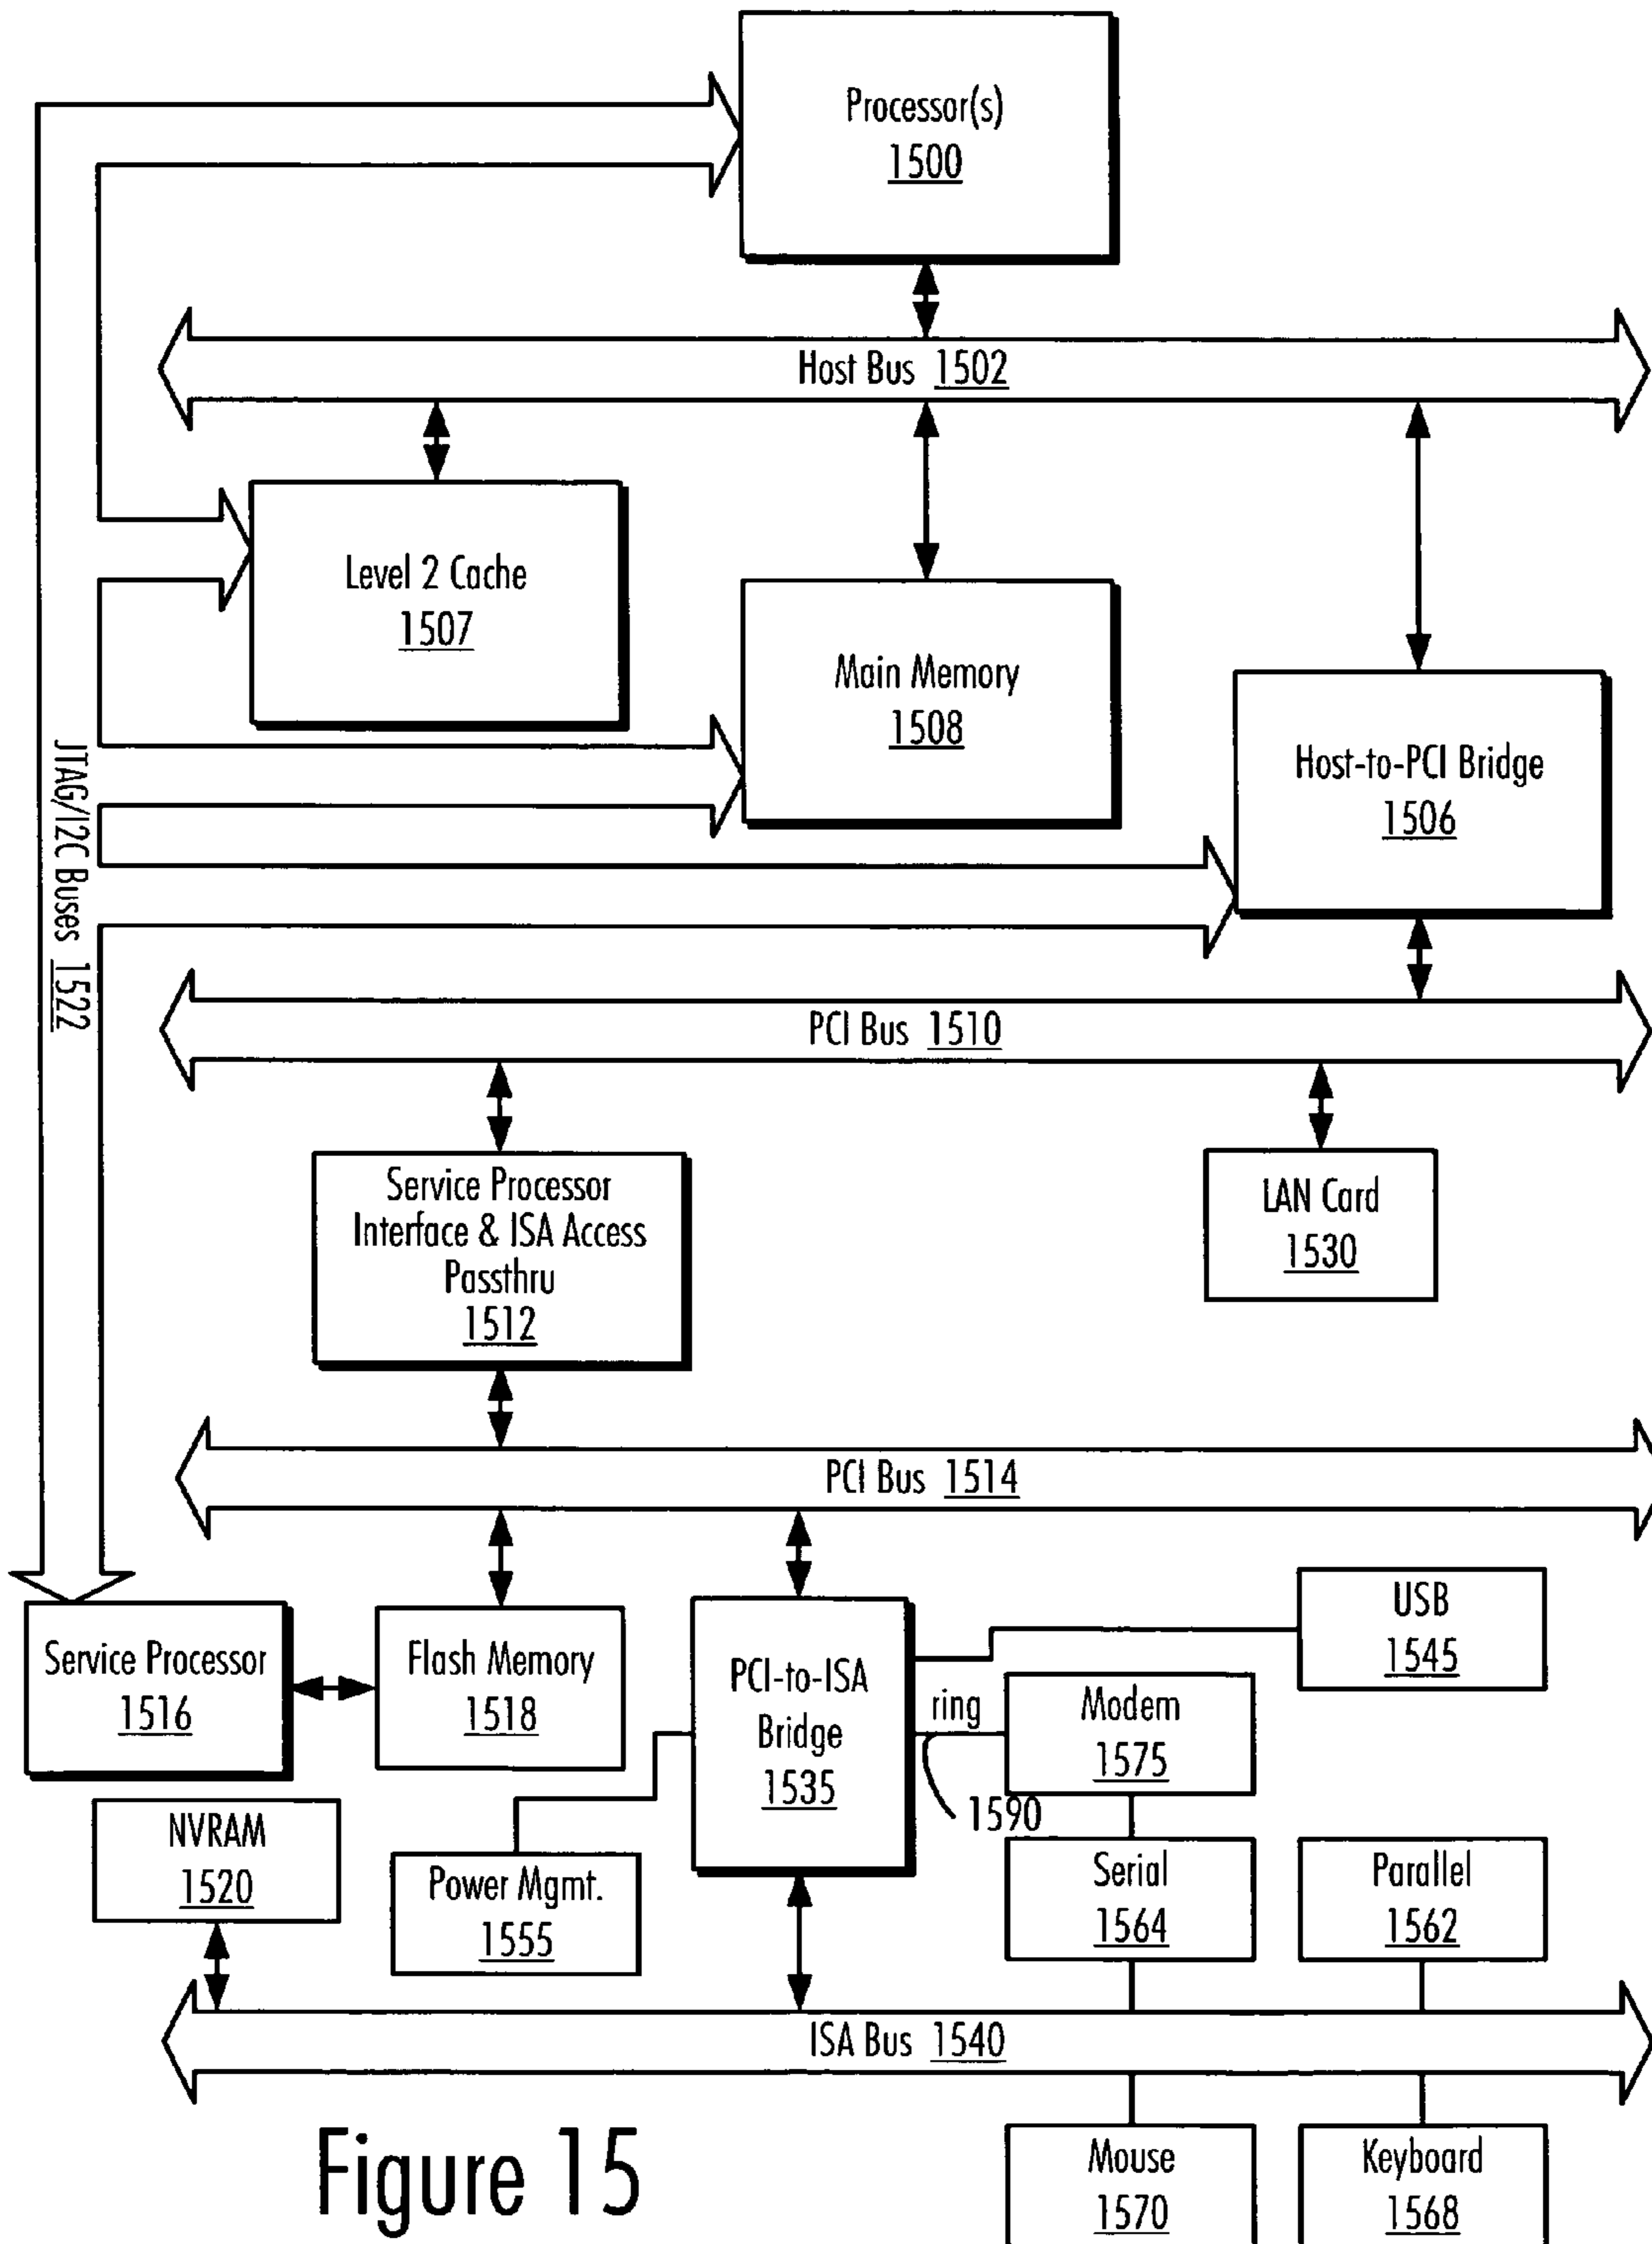 Processor(s)
1500
Host Bus 1502
Level 2 Cache
1507
Main Memory
1508
Host-to-PCI Bridge
1506
JTAG/I2C Buses 1522
PCI Bus 1510
Service Processor
Interface & ISA Access
Passthru
1512
LAN Card
1530
PCI Bus 1514
Service Processor
1516
Flash Memory
1518
PCI-to-ISA
Bridge
1535
USB
1545
ring
Modem
1575
1590
NVRAM
1520
Power Mgmt.
1555
Serial
1564
Parallel
1562
ISA Bus 1540
Mouse
1570
Keyboard
1568
Figure 15